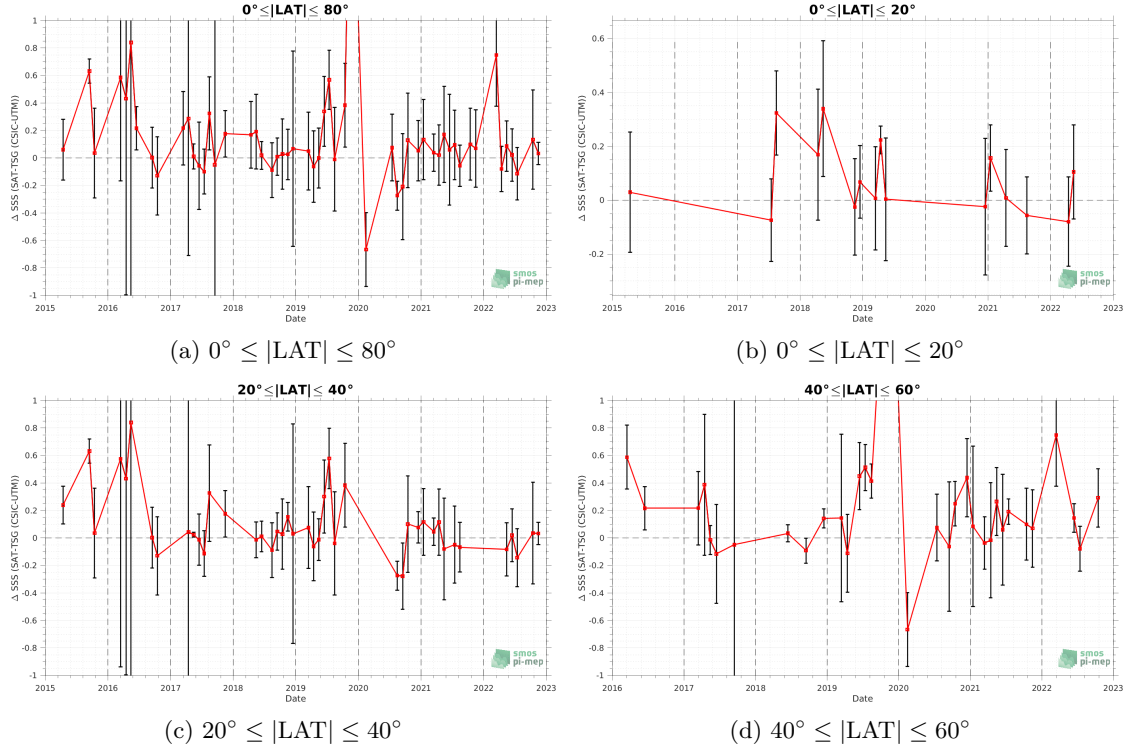 0°≤|LAT|≤ 80°
Δ SSS (SAT-TSG (CSIC-UTM))
1
0.8
0.6
0.4
0.2
0
-0.2
-0.4
-0.6
-0.8
-1
2015 2016 2017 2018 2019 2020 2021 2022 2023
Date
smos
pi-mep
(a) 0° ≤ |LAT| ≤ 80°
0°≤|LAT|≤ 20°
Δ SSS (SAT-TSG (CSIC-UTM))
0.6
0.4
0.2
0
-0.2
2015 2016 2017 2018 2019 2020 2021 2022 2023
Date
smos
pi-mep
(b) 0° ≤ |LAT| ≤ 20°
20°≤|LAT|≤ 40°
Δ SSS (SAT-TSG (CSIC-UTM))
1
0.8
0.6
0.4
0.2
0
-0.2
-0.4
-0.6
-0.8
-1
2015 2016 2017 2018 2019 2020 2021 2022 2023
Date
smos
pi-mep
(c) 20° ≤ |LAT| ≤ 40°
40°≤|LAT|≤ 60°
Δ SSS (SAT-TSG (CSIC-UTM))
1
0.8
0.6
0.4
0.2
0
-0.2
-0.4
-0.6
-0.8
-1
2016 2017 2018 2019 2020 2021 2022 2023
Date
smos
pi-mep
(d) 40° ≤ |LAT| ≤ 60°